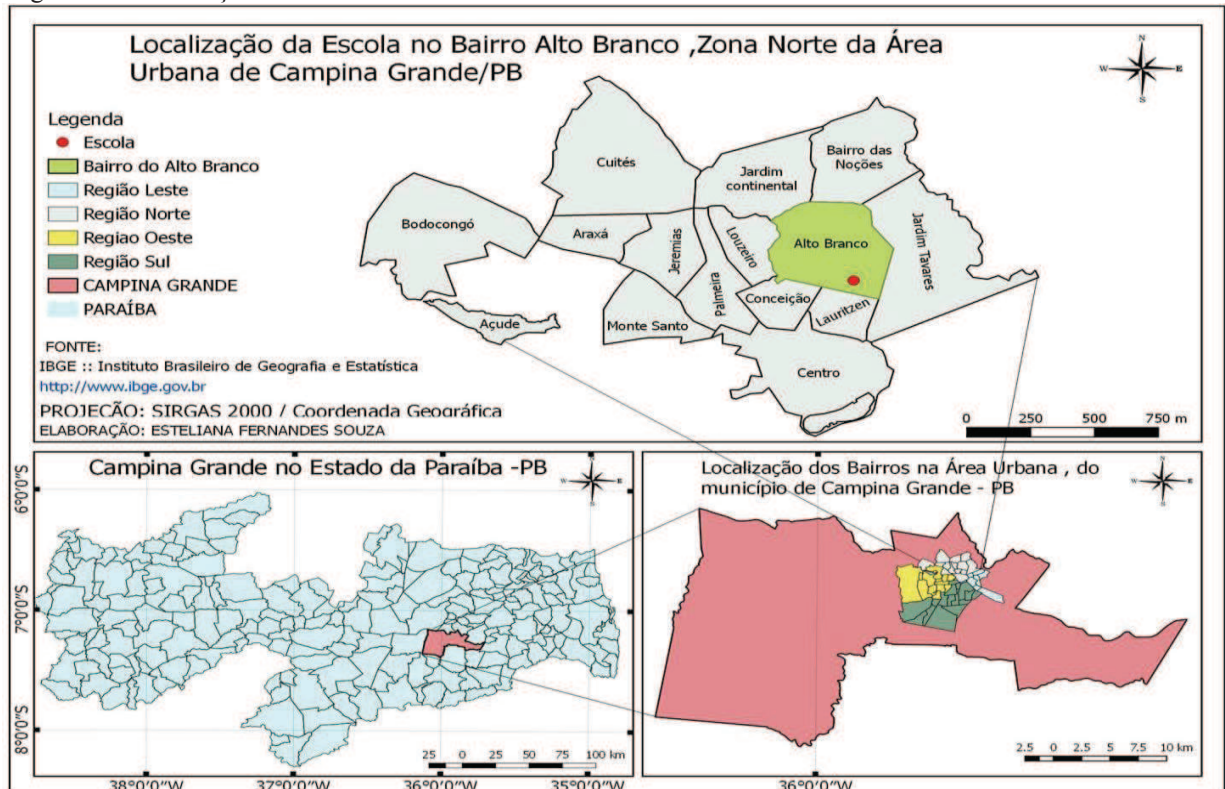 Localização da Escola no Bairro Alto Branco ,Zona Norte da Área
Urbana de Campina Grande/PB
N
W
E
S
Legenda
Escola
Bairro do Alto Branco
Região Leste
Região Norte
Regiao Oeste
Região Sul
CAMPINA GRANDE
PARAÍBA
FONTE:
IBGE :: Instituto Brasileiro de Geografia e Estatística
http://www.ibge.gov.br
PROJEÇÃO: SIRGAS 2000 / Coordenada Geográfica
ELABORAÇÃO: ESTELIANA FERNANDES SOUZA
Cuités
Jardim
continental
Bairro das
Noções
Bodocongó
Araxá
Jeremias
Louzeiro
Alto Branco
Jardim Tavares
Palmeira
Conceição
Lauritzen
Açude
Monte Santo
Centro
0 250 500 750 m
Campina Grande no Estado da Paraíba -PB
N
W
E
S
6°0'0"S
7°0'0"S
8°0'0"S
25 0 25 50 75 100 km
38°0'0"W 37°0'0"W 36°0'0"W 35°0'0"W
Localização dos Bairros na Área Urbana , do
município de Campina Grande - PB
N
W
E
S
2.5 0 2.5 5 7.5 10 km
36°0'0"W